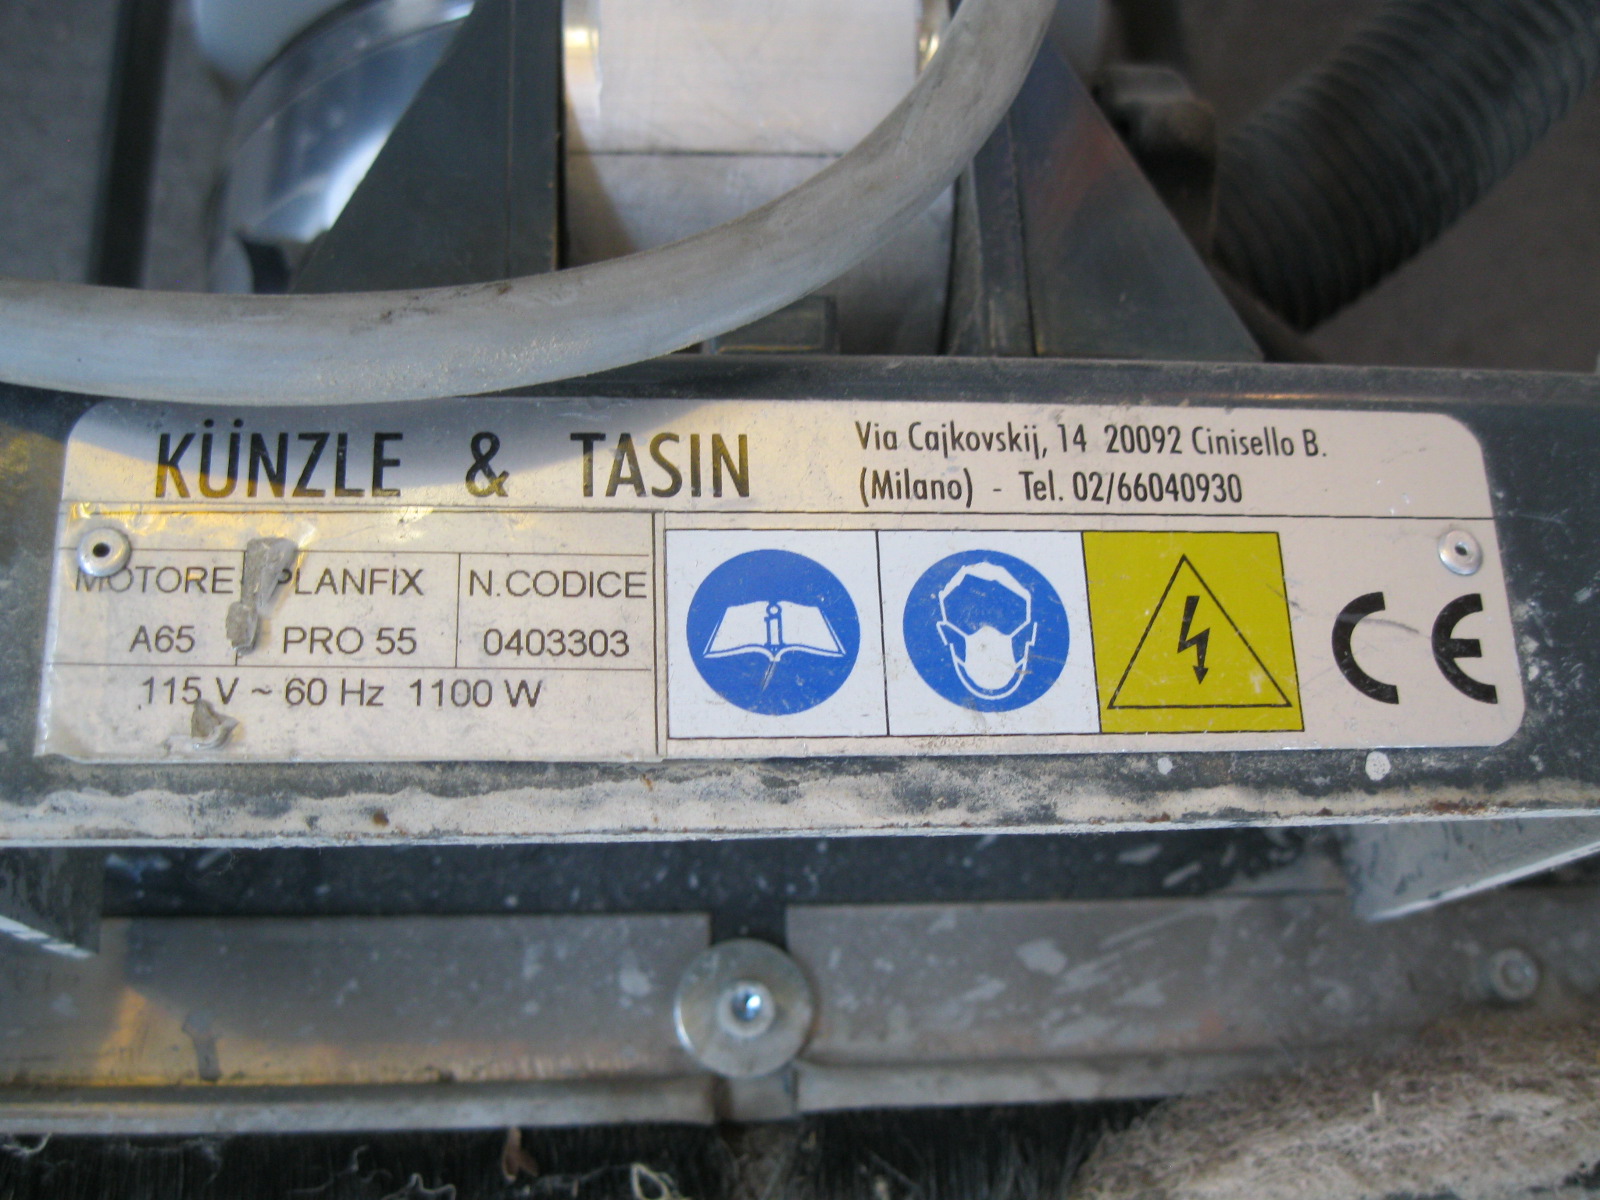 KÜNZLE & TASIN
Via Cajkovskij, 14 20092 Cinisello B.
(Milano) - Tel. 02/66040930
MOTORE PLANFIX N.CODICE
A65 PRO 55 0403303
115 V ~ 60 Hz 1100 W
i
CE